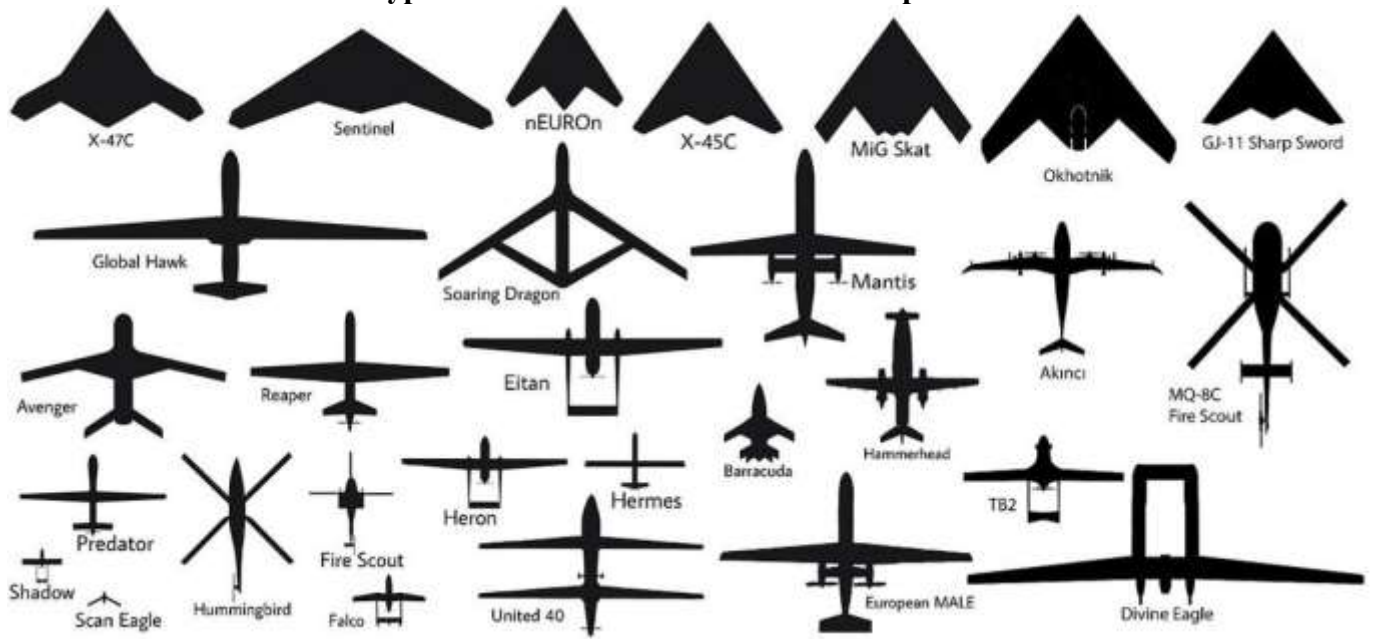 X-47C
Sentinel
nEUROn
X-45C
MiG Skat
Okhotnik
GJ-11 Sharp Sword
Global Hawk
Soaring Dragon
Mantis
Akıncı
MQ-8C
Fire Scout
Avenger
Reaper
Eitan
Barracuda
Hammerhead
Predator
Hummingbird
Fire Scout
Heron
Hermes
TB2
Shadow
Scan Eagle
Falco
United 40
European MALE
Divine Eagle